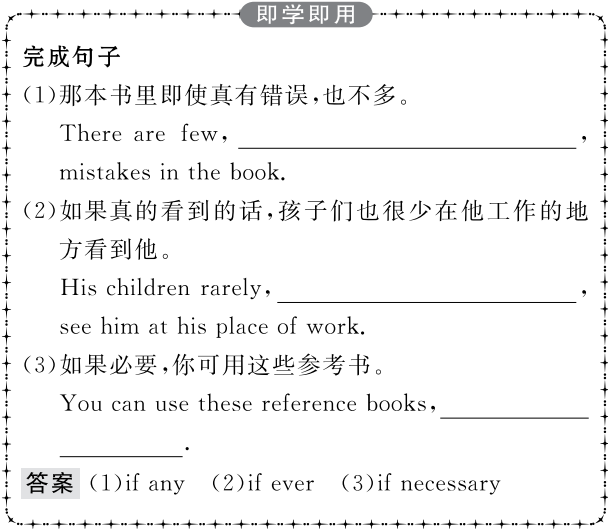 即学即用
完成句子
(1)那本书里即使真有错误,也不多。
There are few, ____________________,
mistakes in the book.
(2)如果真的看到的话,孩子们也很少在他工作的地
方看到他。
His children rarely, ____________________,
see him at his place of work.
(3)如果必要,你可用这些参考书。
You can use these reference books, __________
__________.
答案 (1)if any (2)if ever (3)if necessary